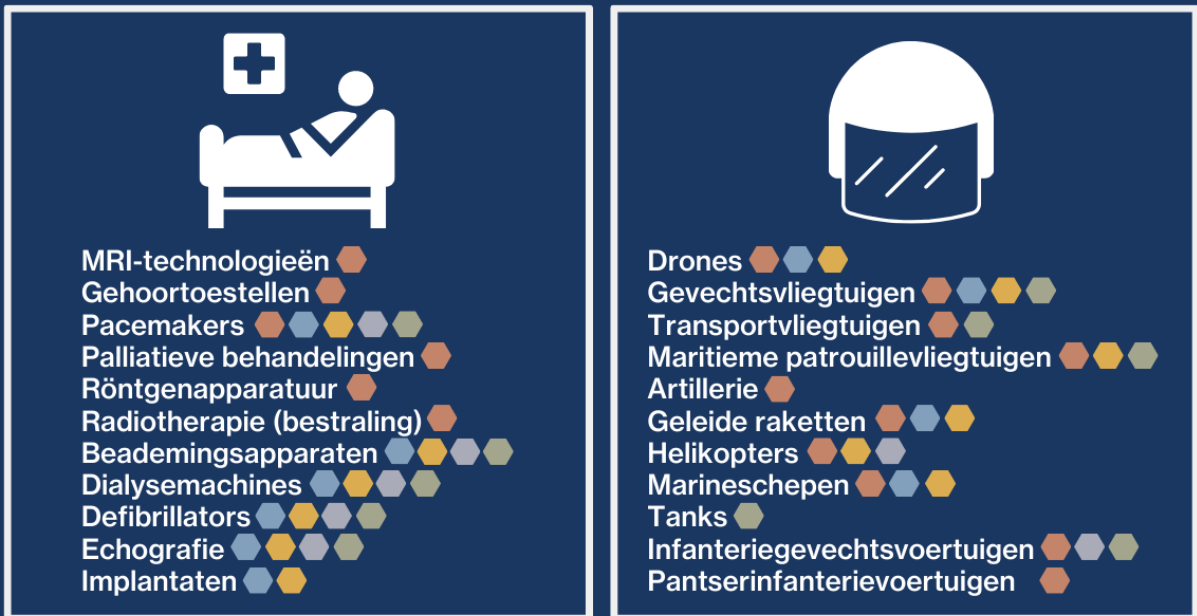 MRI-technologieën
Gehoortoestellen
Pacemakers
Palliatieve behandelingen
Röntgenapparatuur
Radiotherapie (bestraling)
Beademingsapparaten
Dialysemachines
Defibrillators
Echografie
Implantaten
Drones
Gevechtsvliegtuigen
Transportvliegtuigen
Maritieme patrouillevliegtuigen
Artillerie
Geleide raketten
Helikopters
Marineschepen
Tanks
Infanteriegevechtsvoertuigen
Pantserinfanterievoertuigen